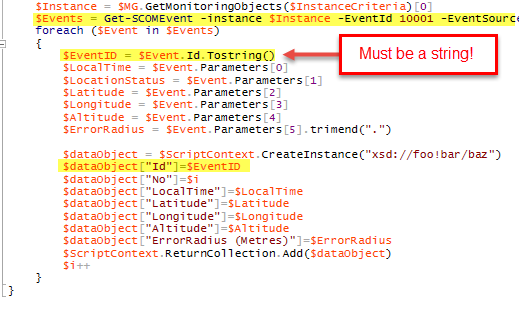 $Instance = $MG.GetMonitoringObjects($InstanceCriteria)[0]
$Events = Get-SCOMEvent -instance $Instance -EventId 10001 -EventSource
foreach ($Event in $Events)
{
$EventID = $Event.Id.Tostring()
Must be a string!
$LocalTime = $Event.Parameters[0]
$LocationStatus = $Event.Parameters[1]
$Latitude = $Event.Parameters[2]
$Longitude = $Event.Parameters[3]
$Altitude = $Event.Parameters[4]
$ErrorRadius = $Event.Parameters[5].trimend(".")
$dataObject = $ScriptContext.CreateInstance("xsd://foo!bar/baz")
$dataObject["Id"]=$EventID
$dataObject["No"]=$i
$dataObject["LocalTime"]=$LocalTime
$dataObject["Latitude"]=$Latitude
$dataObject["Longitude"]=$Longitude
$dataObject["Altitude"]=$Altitude
$dataObject["ErrorRadius (Metres)"]=$ErrorRadius
$ScriptContext.ReturnCollection.Add($dataObject)
$i++
}
}